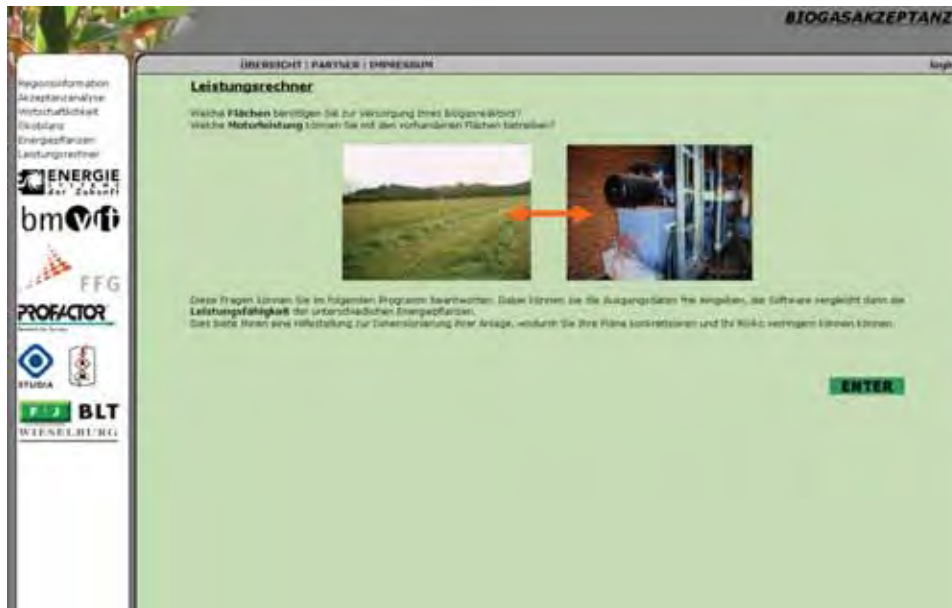 BIOGASAKZEPTANZ
ÜBERSICHT | PARTNER | IMPRESSUM
login
Regionsinformation
Akzeptanzanalyse
Wirtschaftlichkeit
Ökobilanz
Energiepflanzen
Leistungsrechner
ENERGIE
SYSTEME
der Zukunft
bmvit
FFG
PROFACTOR
STUDIA
FJ BLT
WIESELBURG
Leistungsrechner
Welche Flächen benötigen Sie zur Versorgung Ihres Biogasreaktors?
Welche Motorleistung können Sie mit den vorhandenen Flächen betreiben?
Diese Fragen können Sie im folgenden Programm beantworten. Dabei können sie die Ausgangsdaten frei eingeben, die Software vergleicht dann die
Leistungsfähigkeit der unterschiedlichen Energiepflanzen.
Dies bietet Ihnen eine Hilfestellung zur Dimensionierung Ihrer Anlage, wodurch Sie Ihre Pläne konkretisieren und Ihr Risiko verringern können können.
ENTER